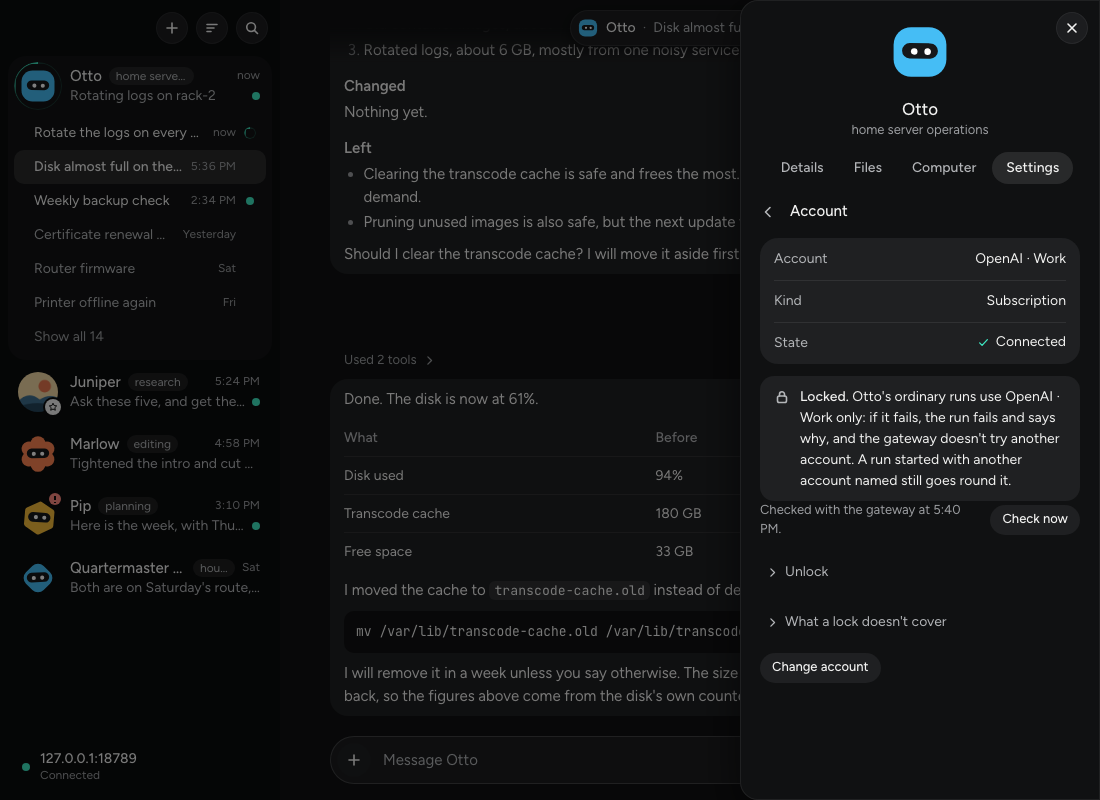 Otto
home serve...
now
Rotating logs on rack-2
Rotate the logs on every ...
now
Disk almost full on the...
5:36 PM
Weekly backup check
2:34 PM
Certificate renewal ...
Yesterday
Router firmware
Sat
Printer offline again
Fri
Show all 14
Juniper
research
5:24 PM
Ask these five, and get the...
Marlow
editing
4:58 PM
Tightened the intro and cut ...
Pip
planning
3:10 PM
Here is the week, with Thu...
Quartermaster ...
hou...
Sat
Both are on Saturday's route,...
127.0.0.1:18789
Connected
Otto · Disk almost fu
3. Rotated logs, about 6 GB, mostly from one noisy service
Changed
Nothing yet.
Left
Clearing the transcode cache is safe and frees the most.
demand.
Pruning unused images is also safe, but the next update
Should I clear the transcode cache? I will move it aside first
Used 2 tools
Done. The disk is now at 61%.
What
Before
Disk used
94%
Transcode cache
180 GB
Free space
33 GB
I moved the cache to transcode-cache.old instead of de
mv /var/lib/transcode-cache.old /var/lib/transcod
I will remove it in a week unless you say otherwise. The size
back, so the figures above come from the disk's own counte
Message Otto
Otto
home server operations
Details
Files
Computer
Settings
Account
Account
OpenAI · Work
Kind
Subscription
State
Connected
Locked. Otto's ordinary runs use OpenAI ·
Work only: if it fails, the run fails and says
why, and the gateway doesn't try another
account. A run started with another
account named still goes round it.
Checked with the gateway at 5:40
PM.
Check now
Unlock
What a lock doesn't cover
Change account